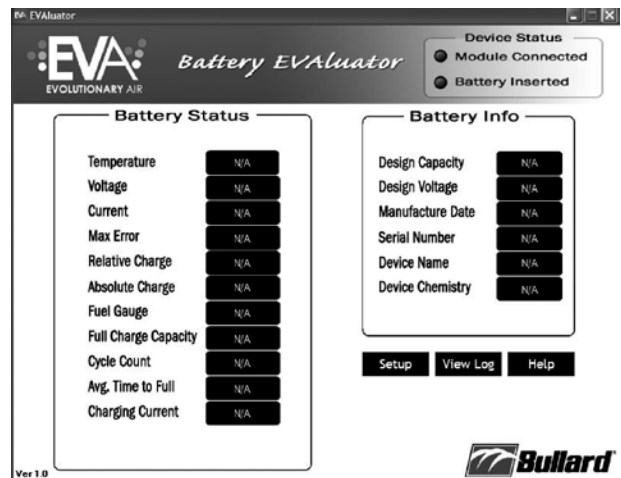 EVAluator
EVA
EVOLUTIONARY AIR
Battery EVAluator
Device Status
Module Connected
Battery Inserted
Battery Status
Temperature N/A
Voltage N/A
Current N/A
Max Error N/A
Relative Charge N/A
Absolute Charge N/A
Fuel Gauge N/A
Full Charge Capacity N/A
Cycle Count N/A
Avg. Time to Full N/A
Charging Current N/A
Battery Info
Design Capacity N/A
Design Voltage N/A
Manufacture Date N/A
Serial Number N/A
Device Name N/A
Device Chemistry N/A
Setup View Log Help
Ver 1.0
Bullard